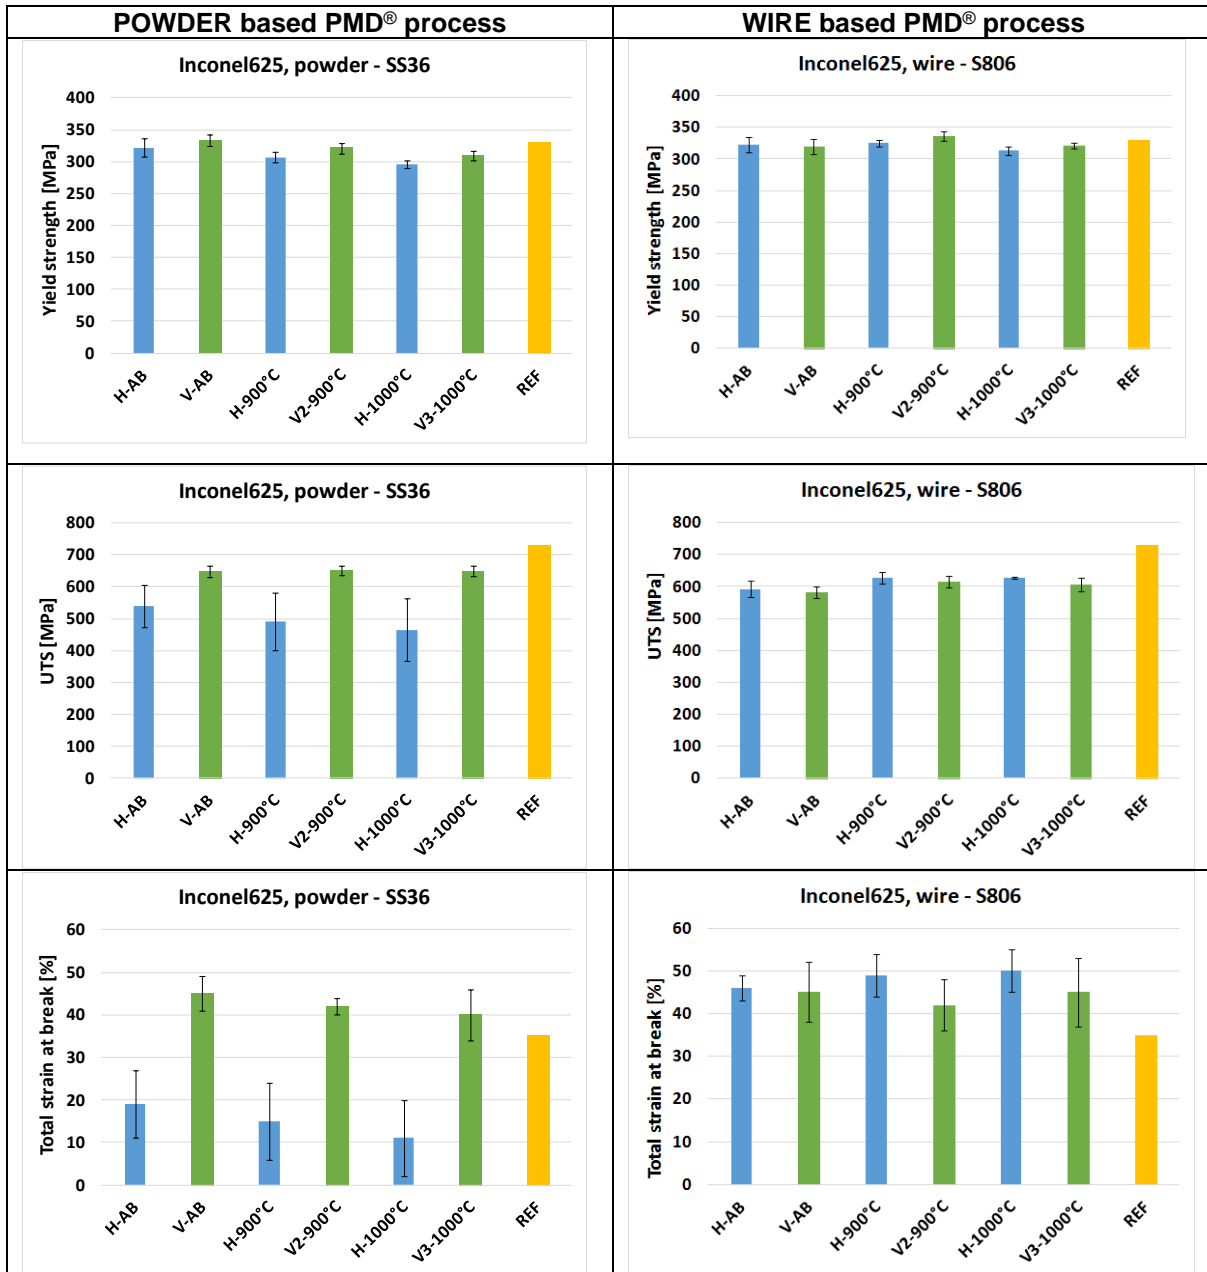 POWDER based PMD® process
WIRE based PMD® process
Inconel625, powder - SS36
Yield strength [MPa]
400
350
300
250
200
150
100
50
0
H-AB
V-AB
H-900°C
V2-900°C
H-1000°C
V3-1000°C
REF
Inconel625, wire - S806
Yield strength [MPa]
400
350
300
250
200
150
100
50
0
H-AB
V-AB
H-900°C
V2-900°C
H-1000°C
V3-1000°C
REF
Inconel625, powder - SS36
UTS [MPa]
800
700
600
500
400
300
200
100
0
H-AB
V-AB
H-900°C
V2-900°C
H-1000°C
V3-1000°C
REF
Inconel625, wire - S806
UTS [MPa]
800
700
600
500
400
300
200
100
0
H-AB
V-AB
H-900°C
V2-900°C
H-1000°C
V3-1000°C
REF
Inconel625, powder - SS36
Total strain at break [%]
60
50
40
30
20
10
0
H-AB
V-AB
H-900°C
V2-900°C
H-1000°C
V3-1000°C
REF
Inconel625, wire - S806
Total strain at break [%]
60
50
40
30
20
10
0
H-AB
V-AB
H-900°C
V2-900°C
H-1000°C
V3-1000°C
REF